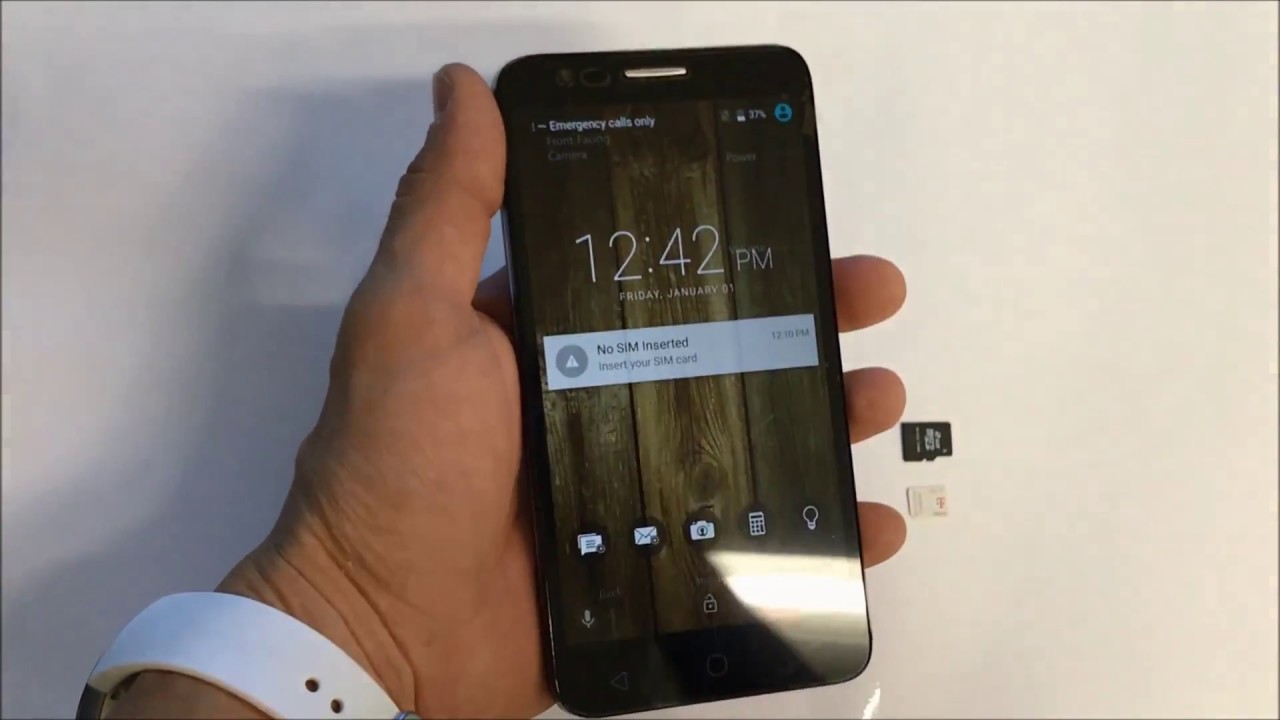 Emergency calls only
37%
Front Facing
Camera
Power
12:42 PM
FRIDAY, JANUARY 01
No SIM Inserted
12:10 PM
Insert your SIM card
T